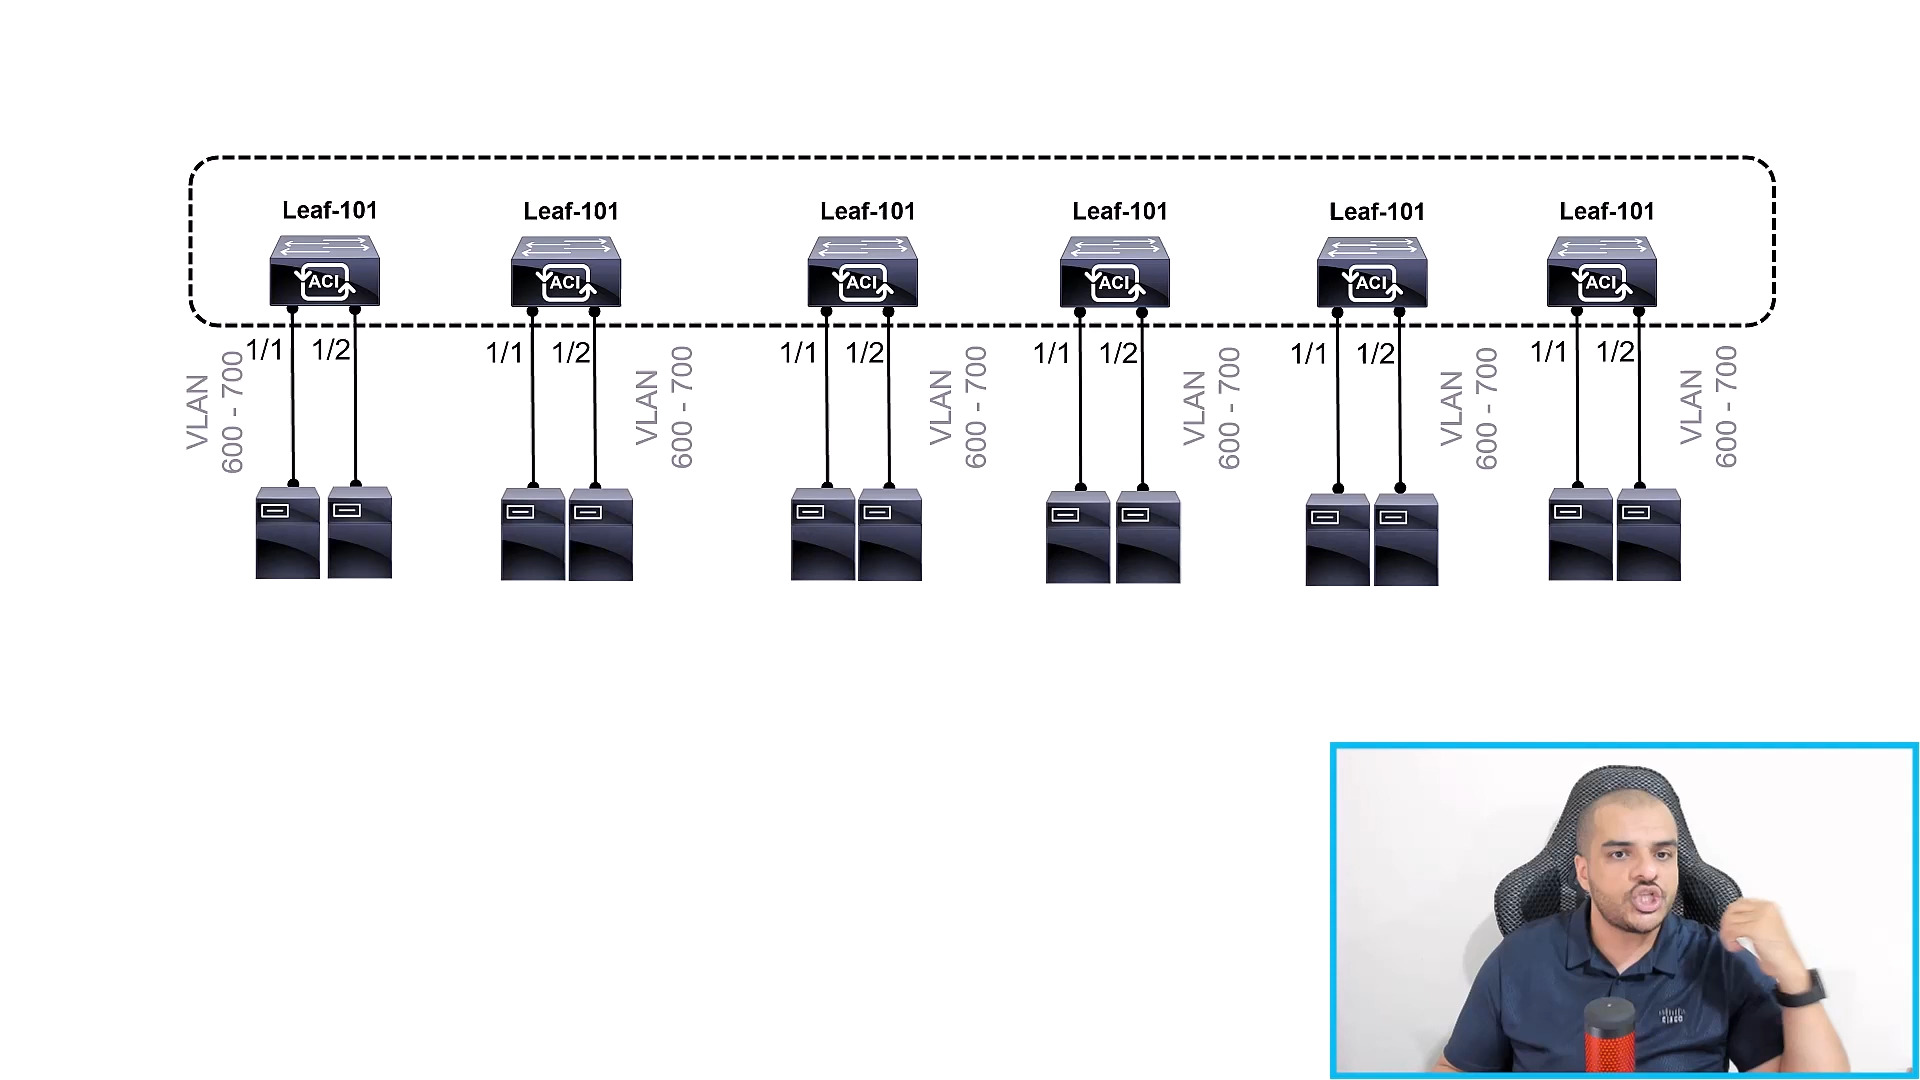 Leaf-101
Leaf-101
Leaf-101
Leaf-101
Leaf-101
Leaf-101
ACI
ACI
ACI
ACI
ACI
ACI
1/1
1/2
1/1
1/2
1/1
1/2
1/1
1/2
1/1
1/2
1/1
1/2
VLAN
600 - 700
VLAN
600 - 700
VLAN
600 - 700
VLAN
600 - 700
VLAN
600 - 700
VLAN
600 - 700
CISCO